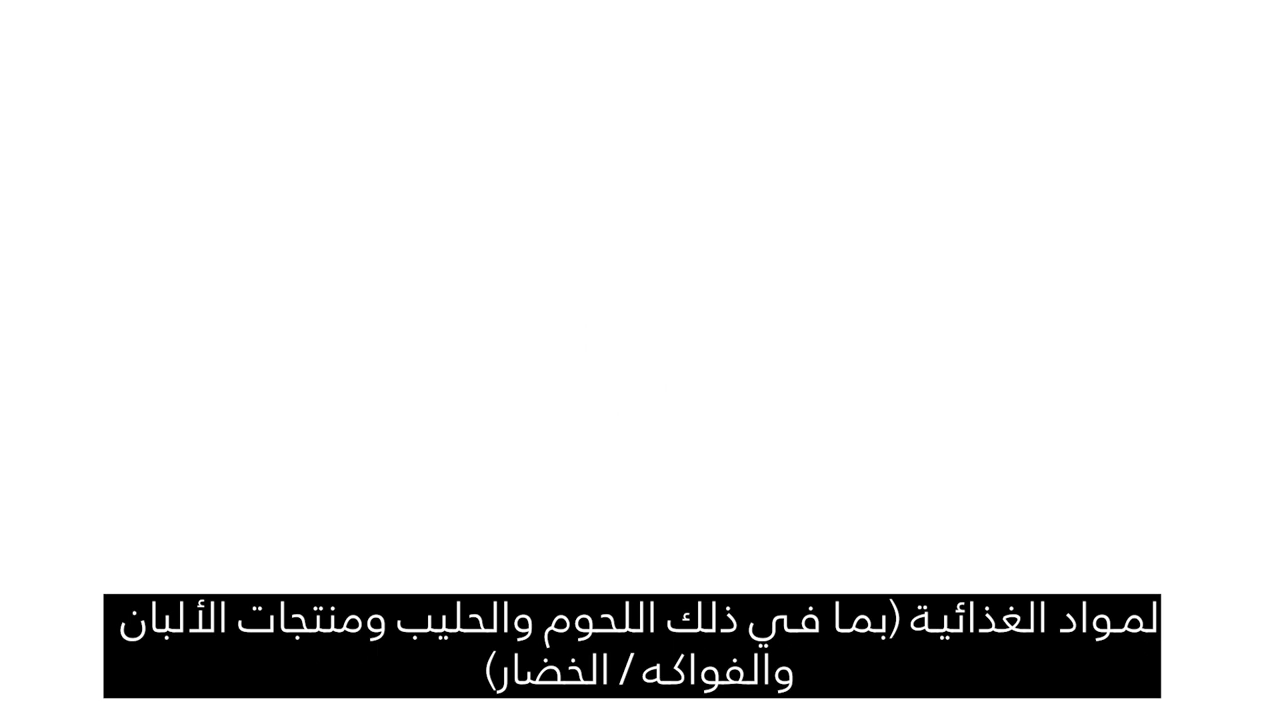 لمواد الغذائية (بما في ذلك اللحوم والحليب ومنتجات الألبان
والفواكه / الخضار)